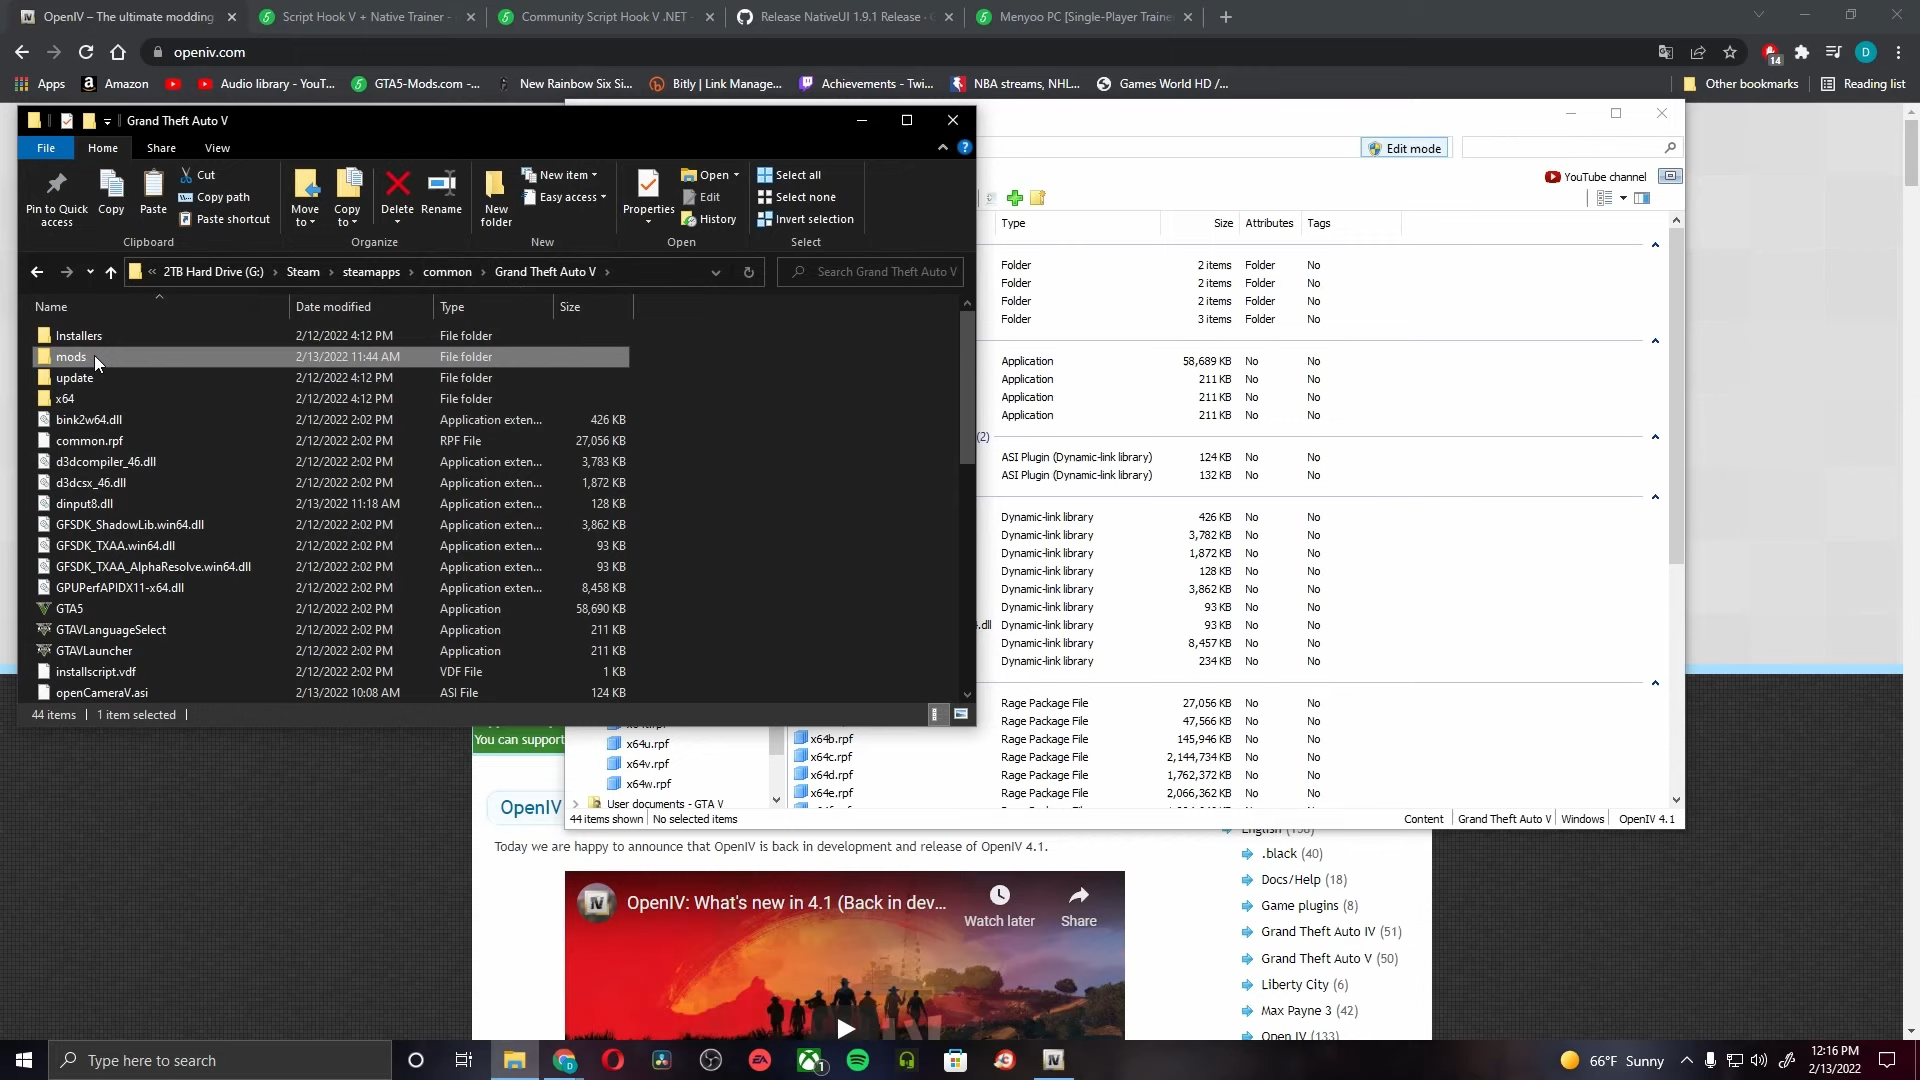 OpenIV – The ultimate modding
Script Hook V + Native Trainer -
Community Script Hook V .NET -
Release NativeUI 1.9.1 Release ·
Menyoo PC [Single-Player Traine
openiv.com
14
D
Apps
Amazon
Audio library - YouT...
GTA5-Mods.com -...
New Rainbow Six Si...
Bitly | Link Manage...
Achievements - Twi...
NBA streams, NHL...
Games World HD /...
Other bookmarks
Reading list
Grand Theft Auto V
File
Home
Share
View
Pin to Quick access
Copy
Paste
Cut
Copy path
Paste shortcut
Clipboard
Move to
Copy to
Delete
Rename
Organize
New folder
New item
Easy access
New
Properties
Open
Edit
History
Open
Select all
Select none
Invert selection
Select
2TB Hard Drive (G:)
Steam
steamapps
common
Grand Theft Auto V
Search Grand Theft Auto V
Name Date modified Type Size
Installers 2/12/2022 4:12 PM File folder
mods 2/13/2022 11:44 AM File folder
update 2/12/2022 4:12 PM File folder
x64 2/12/2022 4:12 PM File folder
bink2w64.dll 2/12/2022 2:02 PM Application exten... 426 KB
common.rpf 2/12/2022 2:02 PM RPF File 27,056 KB
d3dcompiler_46.dll 2/12/2022 2:02 PM Application exten... 3,783 KB
d3dcsx_46.dll 2/12/2022 2:02 PM Application exten... 1,872 KB
dinput8.dll 2/13/2022 11:18 AM Application exten... 128 KB
GFSDK_ShadowLib.win64.dll 2/12/2022 2:02 PM Application exten... 3,862 KB
GFSDK_TXAA.win64.dll 2/12/2022 2:02 PM Application exten... 93 KB
GFSDK_TXAA_AlphaResolve.win64.dll 2/12/2022 2:02 PM Application exten... 93 KB
GPUPerfAPIDX11-x64.dll 2/12/2022 2:02 PM Application exten... 8,458 KB
GTA5 2/12/2022 2:02 PM Application 58,690 KB
GTAVLanguageSelect 2/12/2022 2:02 PM Application 211 KB
GTAVLauncher 2/12/2022 2:02 PM Application 211 KB
installscript.vdf 2/12/2022 2:02 PM VDF File 1 KB
openCameraV.asi 2/13/2022 10:08 AM ASI File 124 KB
44 items
1 item selected
Edit mode
YouTube channel
Type Size Attributes Tags
Folder 2 items Folder No
Folder 2 items Folder No
Folder 2 items Folder No
Folder 3 items Folder No
Application 58,689 KB No No
Application 211 KB No No
Application 211 KB No No
Application 211 KB No No
(2)
ASI Plugin (Dynamic-link library) 124 KB No No
ASI Plugin (Dynamic-link library) 132 KB No No
Dynamic-link library 426 KB No No
Dynamic-link library 3,782 KB No No
Dynamic-link library 1,872 KB No No
Dynamic-link library 128 KB No No
Dynamic-link library 3,862 KB No No
Dynamic-link library 93 KB No No
.dll Dynamic-link library 93 KB No No
Dynamic-link library 8,457 KB No No
Dynamic-link library 234 KB No No
Rage Package File 27,056 KB No No
Rage Package File 47,566 KB No No
x64b.rpf Rage Package File 145,946 KB No No
x64c.rpf Rage Package File 2,144,734 KB No No
x64d.rpf Rage Package File 1,762,372 KB No No
x64e.rpf Rage Package File 2,066,362 KB No No
x64u.rpf
x64v.rpf
x64w.rpf
User documents - GTA V
44 items shown
No selected items
Content
Grand Theft Auto V
Windows
OpenIV 4.1
You can support
OpenIV
Today we are happy to announce that OpenIV is back in development and release of OpenIV 4.1.
IV
OpenIV: What's new in 4.1 (Back in dev...
Watch later
Share
.black (40)
Docs/Help (18)
Game plugins (8)
Grand Theft Auto IV (51)
Grand Theft Auto V (50)
Liberty City (6)
Max Payne 3 (42)
Open IV (133)
Type here to search
EA
1
IV
66°F Sunny
12:16 PM
2/13/2022